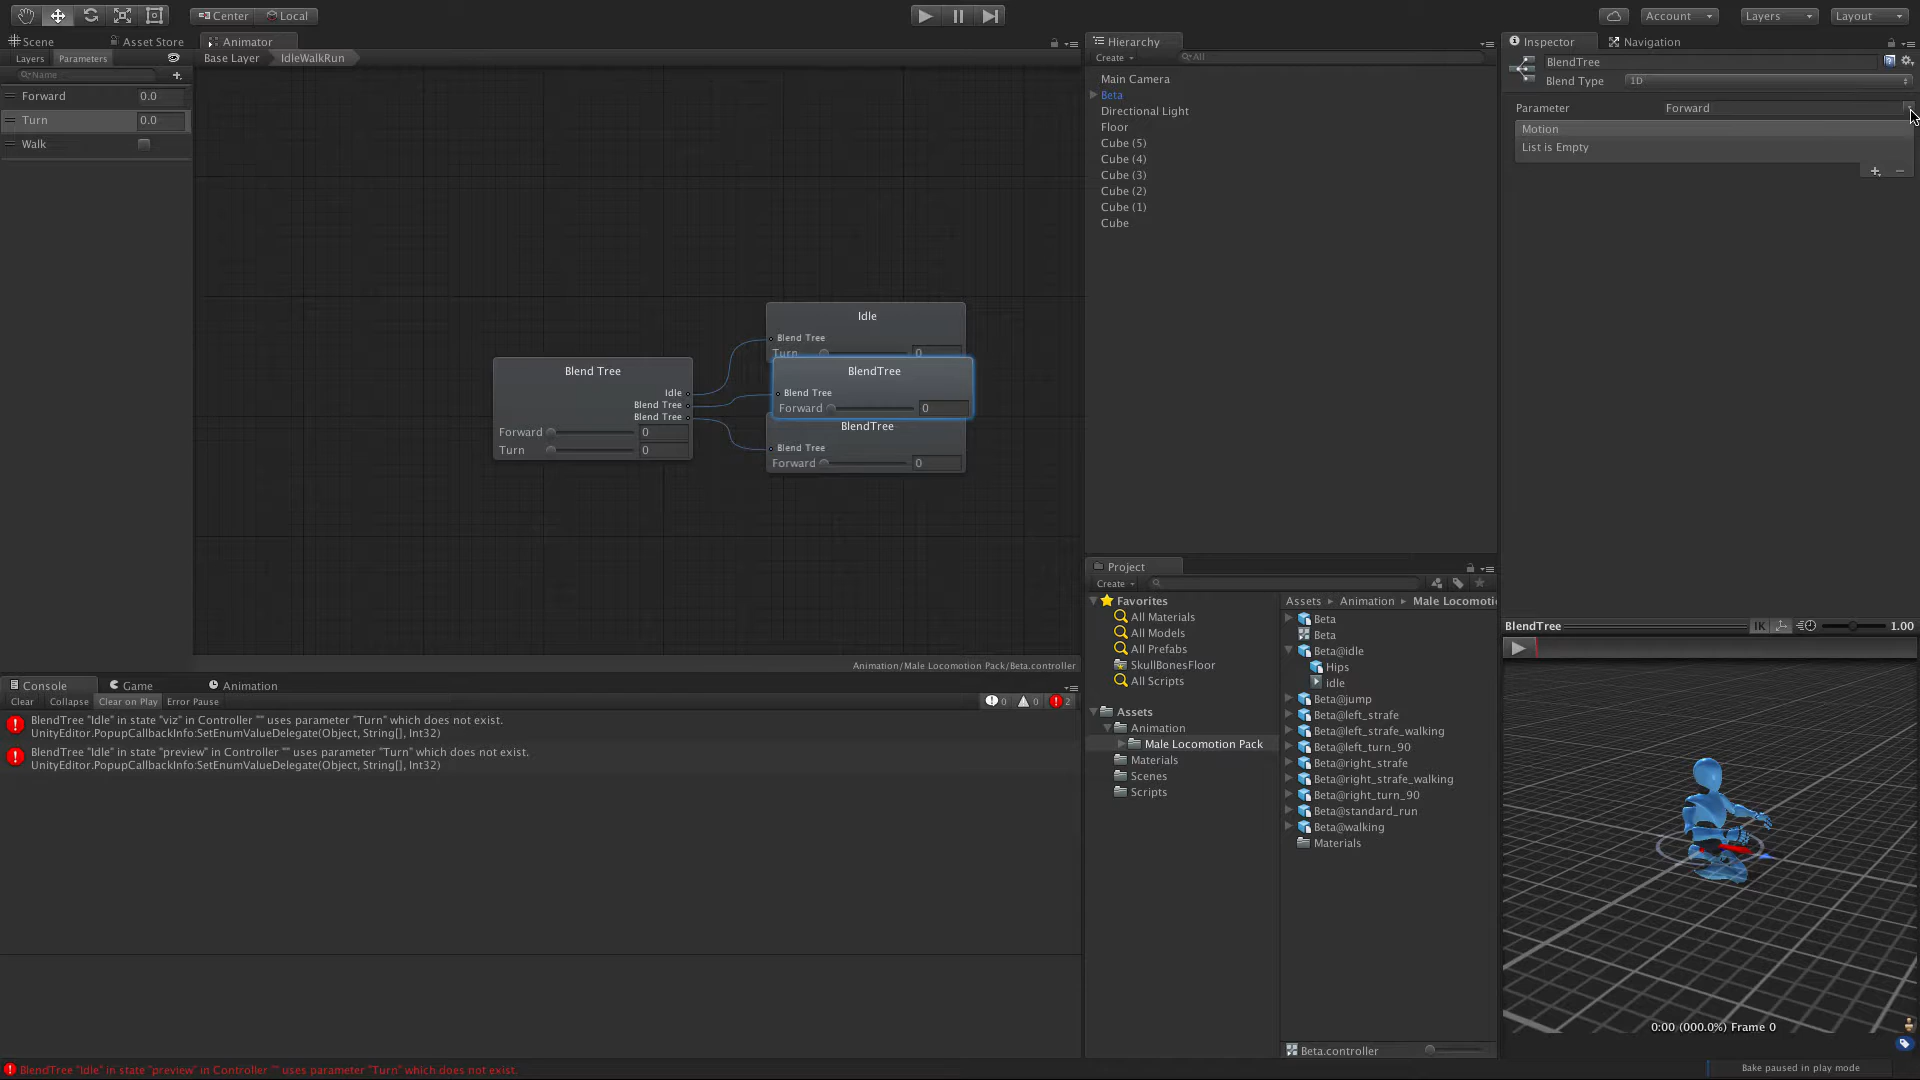 Center
Local
Account
Layers
Layout
Scene
Asset Store
Animator
Layers
Parameters
Base Layer
IdleWalkRun
Name
Forward
0.0
Turn
0.0
Walk
Idle
Blend Tree
Turn
0
Blend Tree
Idle
Blend Tree
Blend Tree
Forward
0
Turn
0
BlendTree
Blend Tree
Forward
0
BlendTree
Blend Tree
Forward
0
Animation/Male Locomotion Pack/Beta.controller
Console
Game
Animation
Clear
Collapse
Clear on Play
Error Pause
0
0
2
BlendTree "Idle" in state "viz" in Controller "" uses parameter "Turn" which does not exist.
UnityEditor.PopupCallbackInfo:SetEnumValueDelegate(Object, String[], Int32)
BlendTree "Idle" in state "preview" in Controller "" uses parameter "Turn" which does not exist.
UnityEditor.PopupCallbackInfo:SetEnumValueDelegate(Object, String[], Int32)
BlendTree "Idle" in state "preview" in Controller "" uses parameter "Turn" which does not exist.
Hierarchy
Create
All
Main Camera
Beta
Directional Light
Floor
Cube (5)
Cube (4)
Cube (3)
Cube (2)
Cube (1)
Cube
Project
Create
Favorites
All Materials
All Models
All Prefabs
SkullBonesFloor
All Scripts
Assets
Animation
Male Locomotion Pack
Materials
Scenes
Scripts
Assets
Animation
Male Locomoti
Beta
Beta
Beta@idle
Hips
idle
Beta@jump
Beta@left_strafe
Beta@left_strafe_walking
Beta@left_turn_90
Beta@right_strafe
Beta@right_strafe_walking
Beta@right_turn_90
Beta@standard_run
Beta@walking
Materials
Beta.controller
Inspector
Navigation
BlendTree
Blend Type
1D
Parameter
Forward
Motion
List is Empty
BlendTree
IK
1.00
0:00 (000.0%) Frame 0
Bake paused in play mode